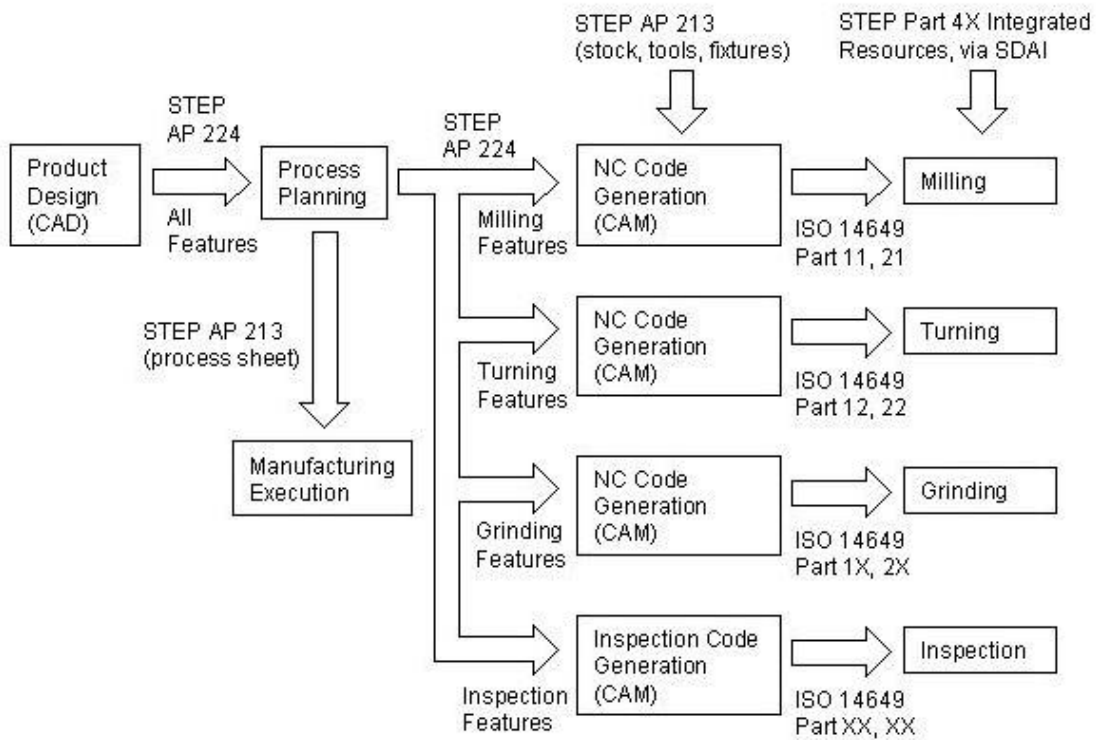 STEP AP 213
(stock, tools, fixtures)
STEP Part 4X Integrated
Resources, via SDAI
STEP
AP 224
STEP
AP 224
Product
Design
(CAD)
All
Features
Process
Planning
Milling
Features
NC Code
Generation
(CAM)
ISO 14649
Part 11, 21
Milling
STEP AP 213
(process sheet)
Manufacturing
Execution
Turning
Features
NC Code
Generation
(CAM)
ISO 14649
Part 12, 22
Turning
Grinding
Features
NC Code
Generation
(CAM)
ISO 14649
Part 1X, 2X
Grinding
Inspection
Features
Inspection Code
Generation
(CAM)
ISO 14649
Part XX, XX
Inspection